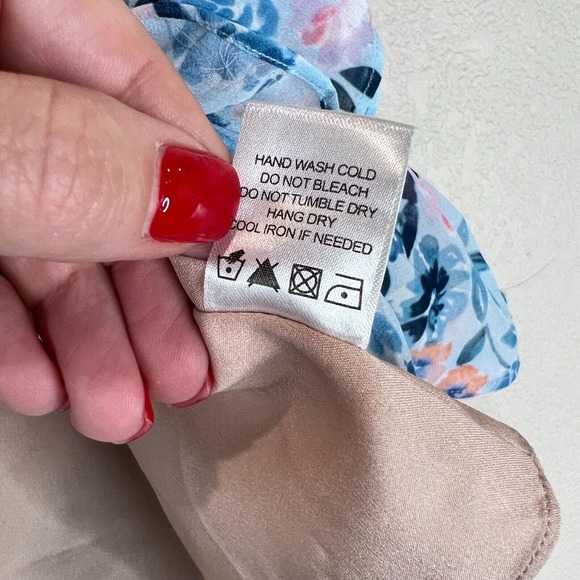 HAND WASH COLD
DO NOT BLEACH
DO NOT TUMBLE DRY
HANG DRY
COOL IRON IF NEEDED